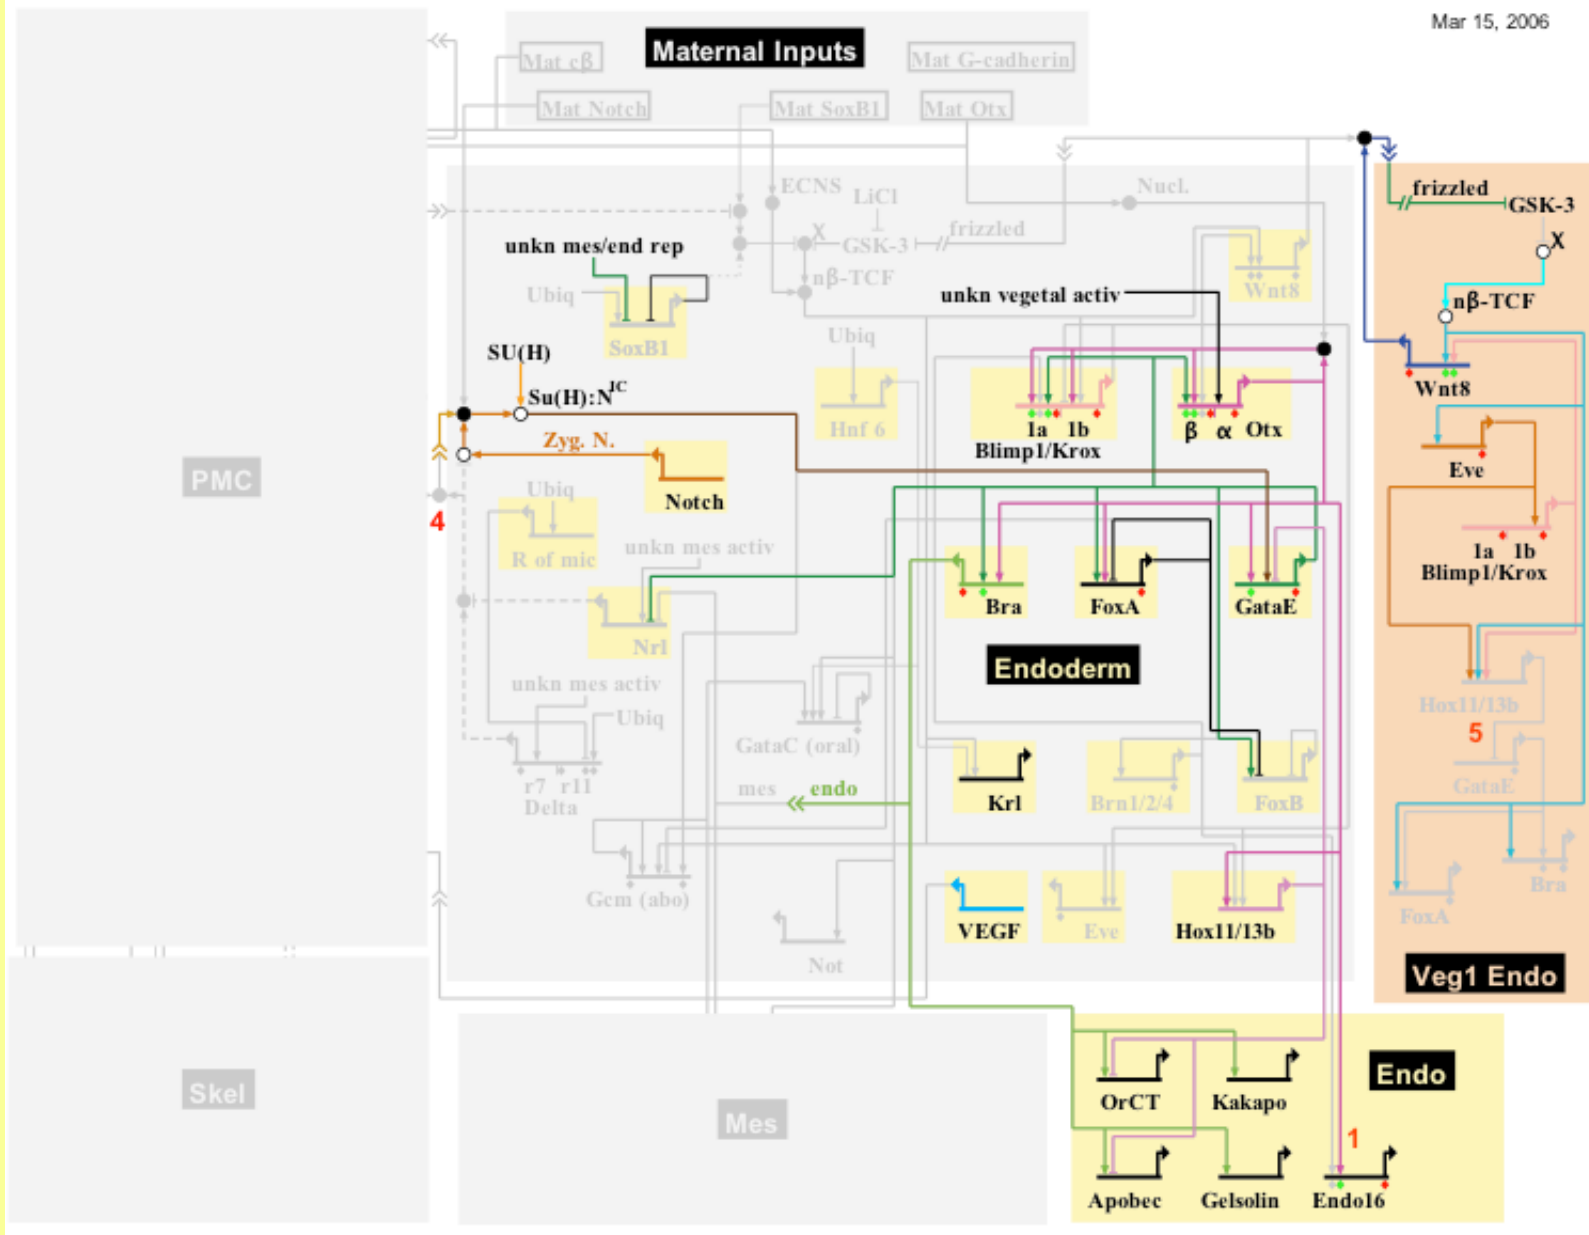 Mar 15, 2006
Maternal Inputs
Mat cβ
Mat G-cadherin
Mat Notch
Mat SoxB1
Mat Otx
ECNS
LiCl
Nucl.
frizzled
GSK-3
χ
GSK-3
frizzled
χ
unkn mes/end rep
nβ-TCF
Wnt8
Ubiq
unkn vegetal activ
nβ-TCF
SoxB1
Ubiq
SU(H)
Su(H):N^IC
Wnt8
Hnf 6
1a 1b
β α Otx
Blimp1/Krox
Zyg. N.
Eve
PMC
Notch
Ubiq
4
unkn mes activ
R of mic
1a 1b
Blimp1/Krox
Bra
FoxA
GataE
Nrl
Endoderm
unkn mes activ
Hox11/13b
Ubiq
5
GataC (oral)
GataE
r7 r11
Delta
mes
endo
Krl
Brn1/2/4
FoxB
Bra
Gcm (abo)
FoxA
VEGF
Eve
Hox11/13b
Not
Veg1 Endo
Skel
Mes
Endo
OrCT
Kakapo
1
Apobec
Gelsolin
Endo16